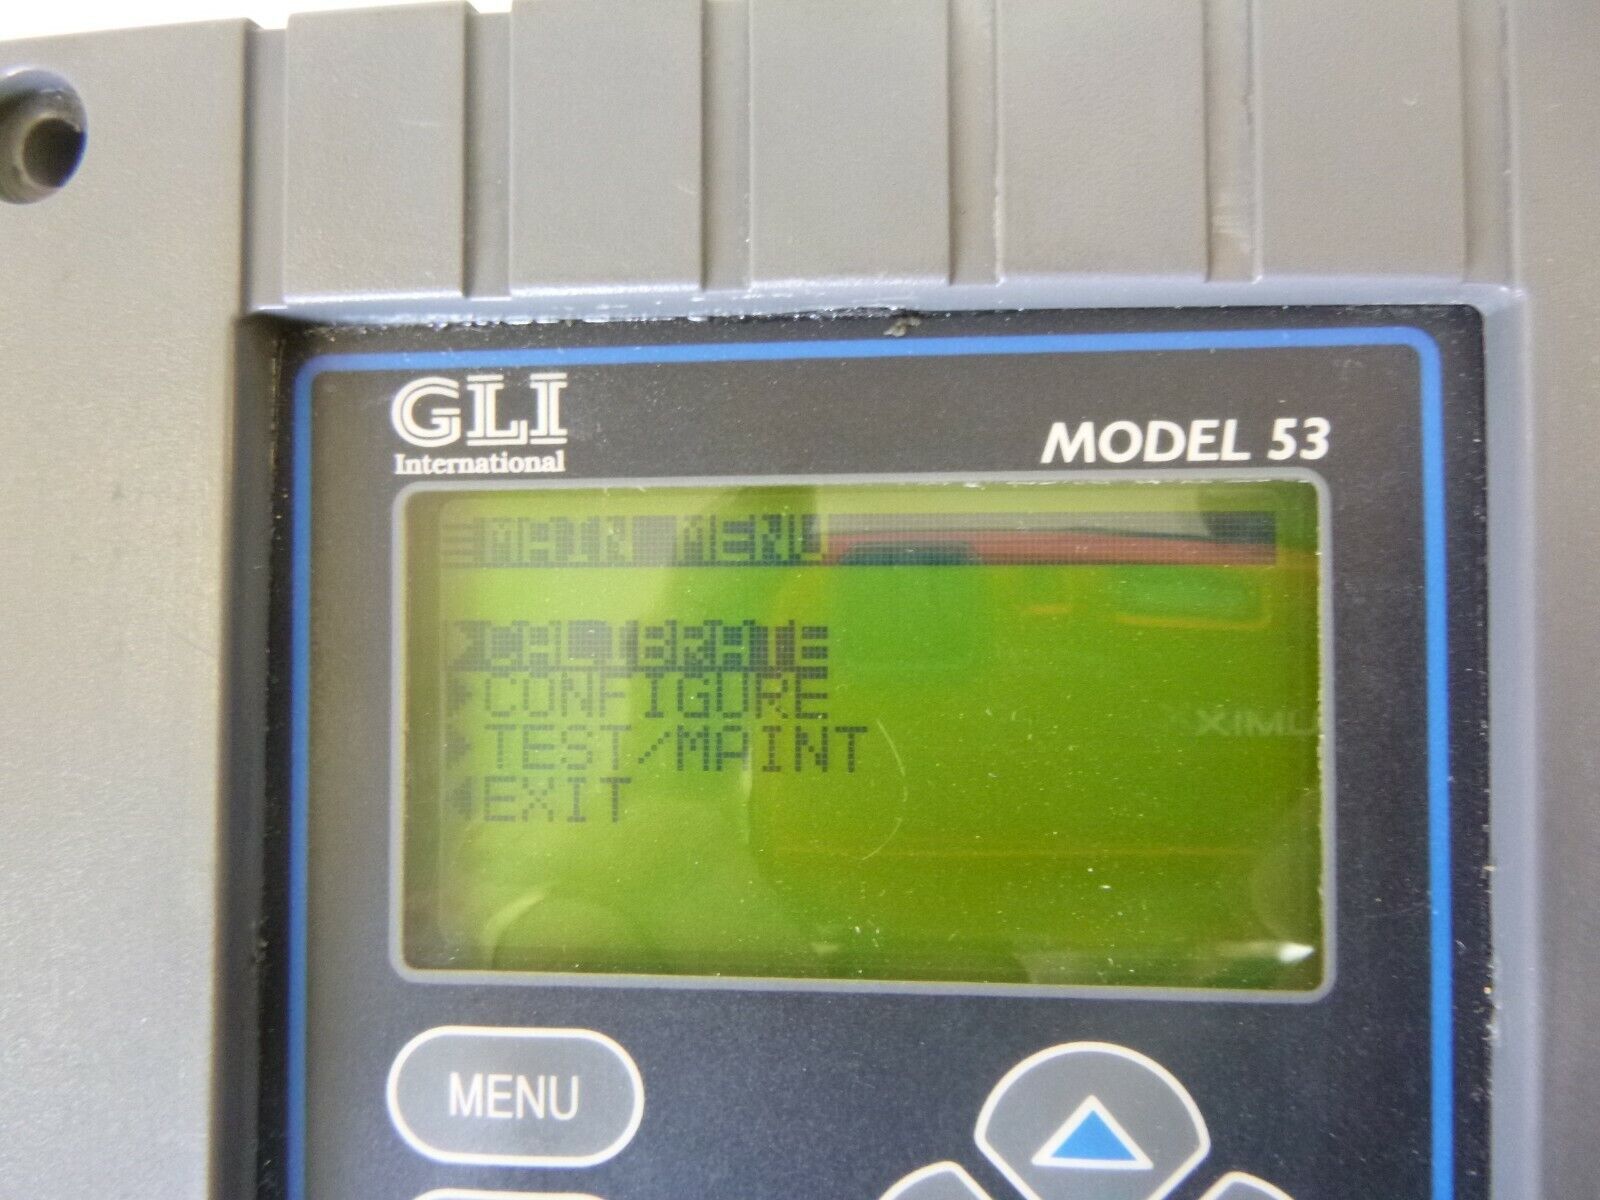 GLI
International
MODEL 53
MAIN MENU
CALIBRATE
CONFIGURE
TEST/MAINT
EXIT
MENU